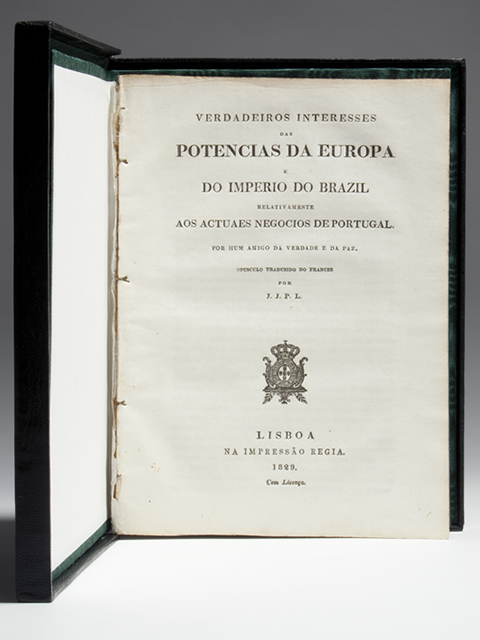 VERDADEIROS INTERESSES
DAS
POTENCIAS DA EUROPA
E
DO IMPERIO DO BRAZIL
RELATIVAMENTE
AOS ACTUAES NEGOCIOS DE PORTUGAL.
POR HUM AMIGO DA VERDADE E DA PAZ.
OPUSCULO TRADUZIDO DO FRANCEZ
POR
J. J. P. L.
LISBOA
NA IMPRESSÃO REGIA.
1829.
Com Licença.